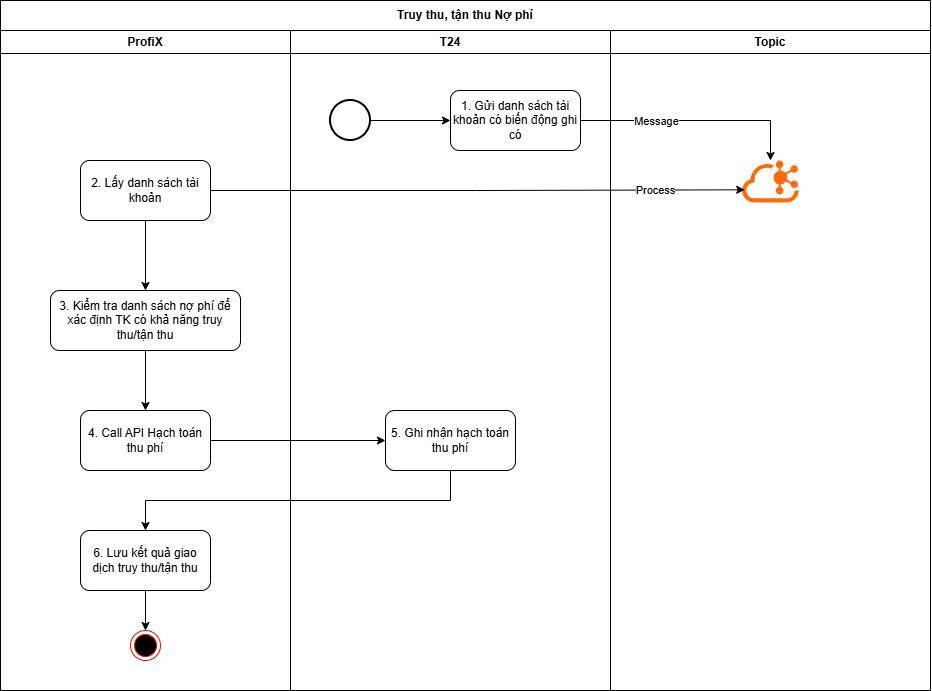 Truy thu, tận thu Nợ phí
ProfiX
T24
Topic
1. Gửi danh sách tài
khoản có biến động ghi
có
Message
2. Lấy danh sách tài
khoản
Process
3. Kiểm tra danh sách nợ phí để
xác định TK có khả năng truy
thu/tận thu
4. Call API Hạch toán
thu phí
5. Ghi nhận hạch toán
thu phí
6. Lưu kết quả giao
dịch truy thu/tận thu